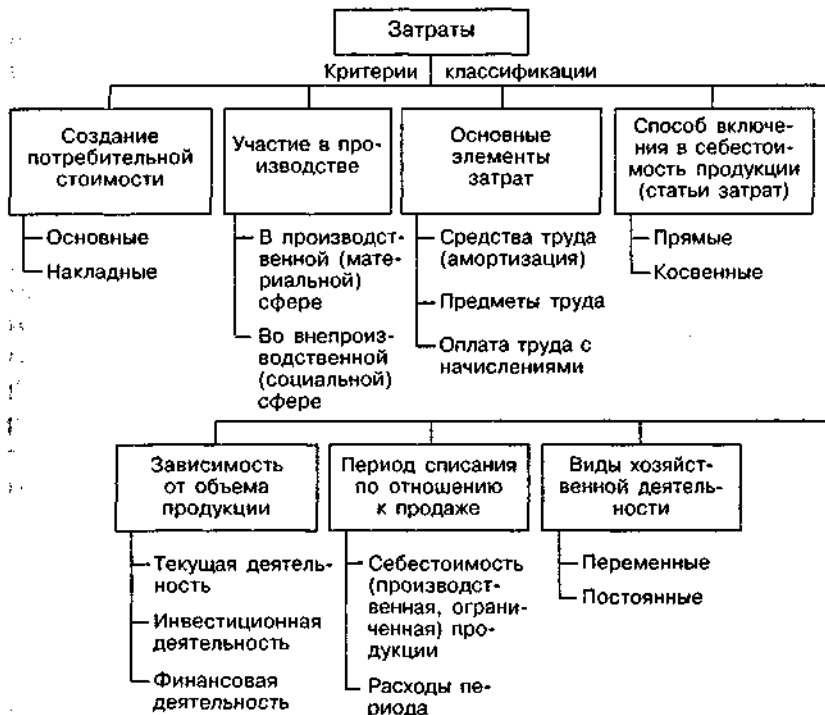 Затраты
Критерии классификации
Создание
потребительной
стоимости
Основные
Накладные
Участие в про-
изводстве
В производст-
венной (мате-
риальной)
сфере
Во внепроиз-
водственной
(социальной)
сфере
Основные
элементы
затрат
Средства труда
(амортизация)
Предметы труда
Оплата труда с
начислениями
Способ включе-
ния в себестои-
мость продукции
(статьи затрат)
Прямые
Косвенные
Зависимость
от объема
продукции
Текущая деятель-
ность
Инвестиционная
деятельность
Финансовая
деятельность
Период списания
по отношению
к продаже
Себестоимость
(производст-
венная, ограни-
ченная) про-
дукции
Расходы пе-
риода
Виды хозяйст-
венной деятель-
ности
Переменные
Постоянные